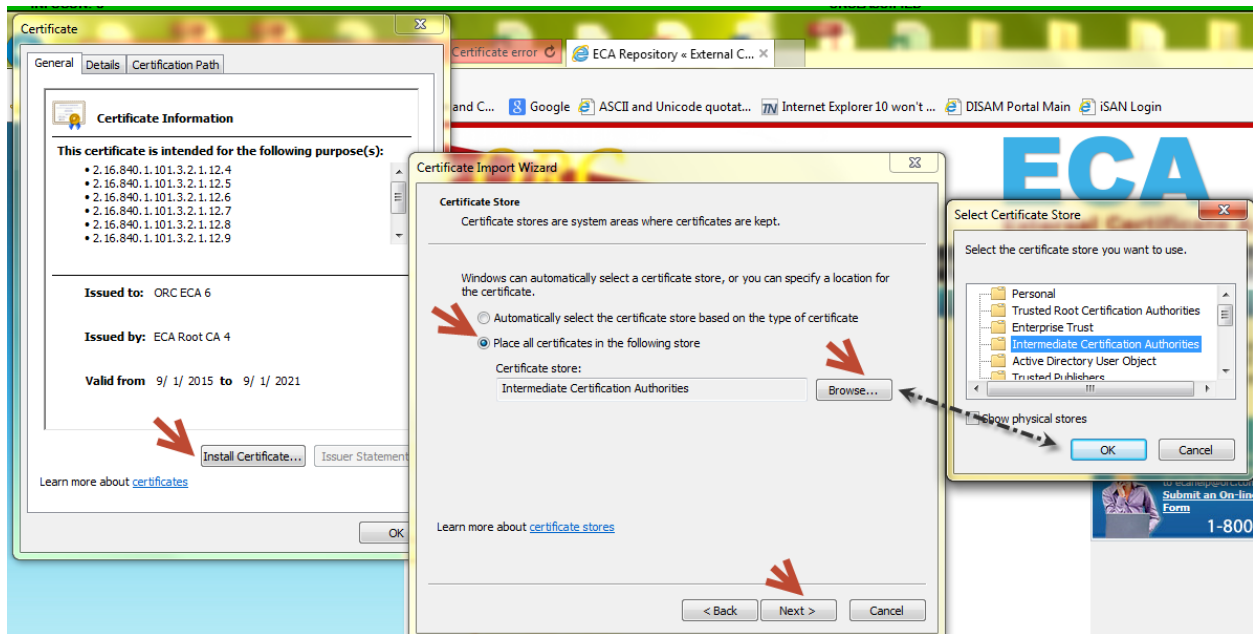 Certificate
General Details Certification Path
Certificate Information
This certificate is intended for the following purpose(s):
• 2.16.840.1.101.3.2.1.12.4
• 2.16.840.1.101.3.2.1.12.5
• 2.16.840.1.101.3.2.1.12.6
• 2.16.840.1.101.3.2.1.12.7
• 2.16.840.1.101.3.2.1.12.8
• 2.16.840.1.101.3.2.1.12.9
Issued to: ORC ECA 6
Issued by: ECA Root CA 4
Valid from 9/ 1/ 2015 to 9/ 1/ 2021
Install Certificate... Issuer Statement
Learn more about certificates
OK
Certificate error
ECA Repository « External C...
and C... Google ASCII and Unicode quotat... Internet Explorer 10 won't ... DISAM Portal Main iSAN Login
ORC
ECA
Certificate Import Wizard
Certificate Store
Certificate stores are system areas where certificates are kept.
Windows can automatically select a certificate store, or you can specify a location for
the certificate.
Automatically select the certificate store based on the type of certificate
Place all certificates in the following store
Certificate store:
Intermediate Certification Authorities
Browse...
Learn more about certificate stores
< Back Next > Cancel
Select Certificate Store
Select the certificate store you want to use.
Personal
Trusted Root Certification Authorities
Enterprise Trust
Intermediate Certification Authorities
Active Directory User Object
Trusted Publishers
Show physical stores
OK Cancel
Submit an On-lin
Form
1-800